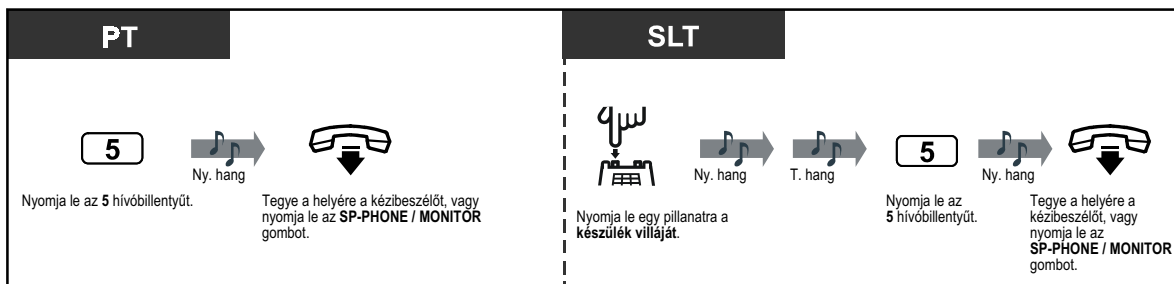 PT
5
Ny. hang
Nyomja le az 5 hívóbillentyűt.
Tegye a helyére a kézibeszélőt, vagy
nyomja le az SP-PHONE / MONITOR
gombot.
SLT
Ny. hang
T. hang
5
Ny. hang
Nyomja le egy pillanatra a
készülék villáját.
Nyomja le az
5 hívóbillentyűt.
Tegye a helyére a
kézibeszélőt, vagy
nyomja le az
SP-PHONE / MONITOR
gombot.